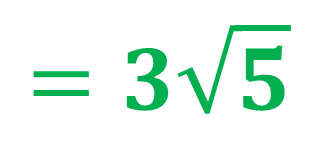 = 3√5